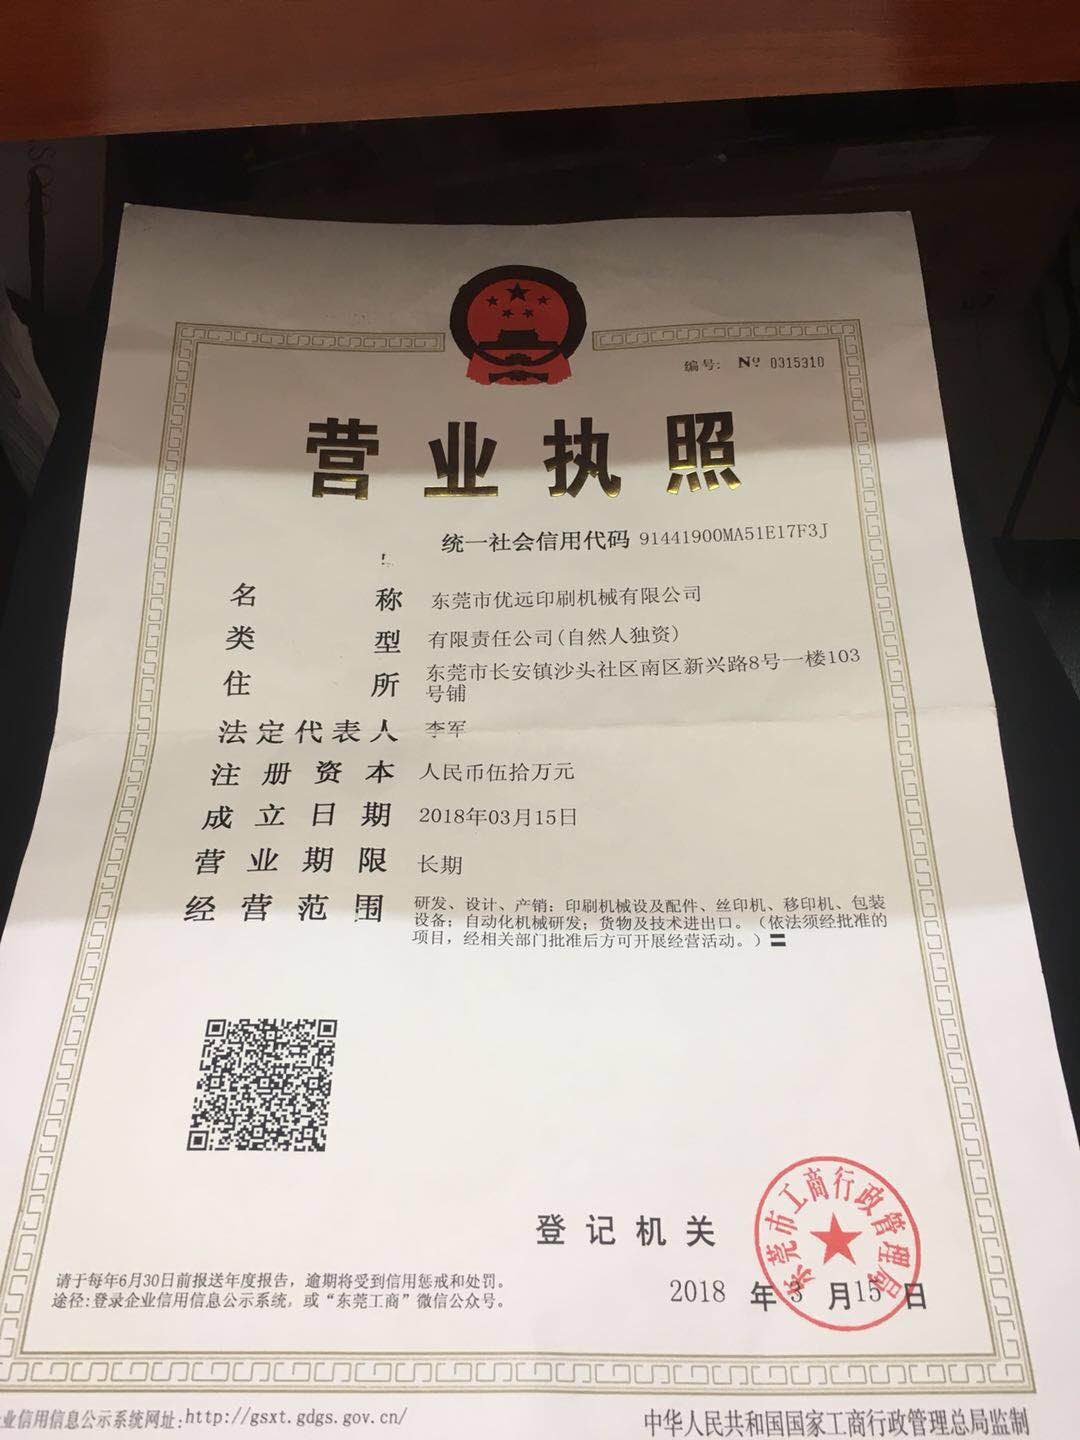 编号: Nº 0315310
营业执照
统一社会信用代码 91441900MA51E17F3J
名称 东莞市优远印刷机械有限公司
类型 有限责任公司(自然人独资)
住所 东莞市长安镇沙头社区南区新兴路8号一楼103
号铺
法定代表人 李军
注册资本 人民币伍拾万元
成立日期 2018年03月15日
营业期限 长期
经营范围 研发、设计、产销：印刷机械设及配件、丝印机、移印机、包装
设备；自动化机械研发；货物及技术进出口。（依法须经批准的
项目，经相关部门批准后方可开展经营活动。）〓
登记机关
东莞市工商行政管理局
2018 年 3 月 15 日
请于每年6月30日前报送年度报告，逾期将受到信用惩戒和处罚。
途径:登录企业信用信息公示系统，或“东莞工商”微信公众号。
业信用信息公示系统网址:http://gsxt.gdgs.gov.cn/
中华人民共和国国家工商行政管理总局监制